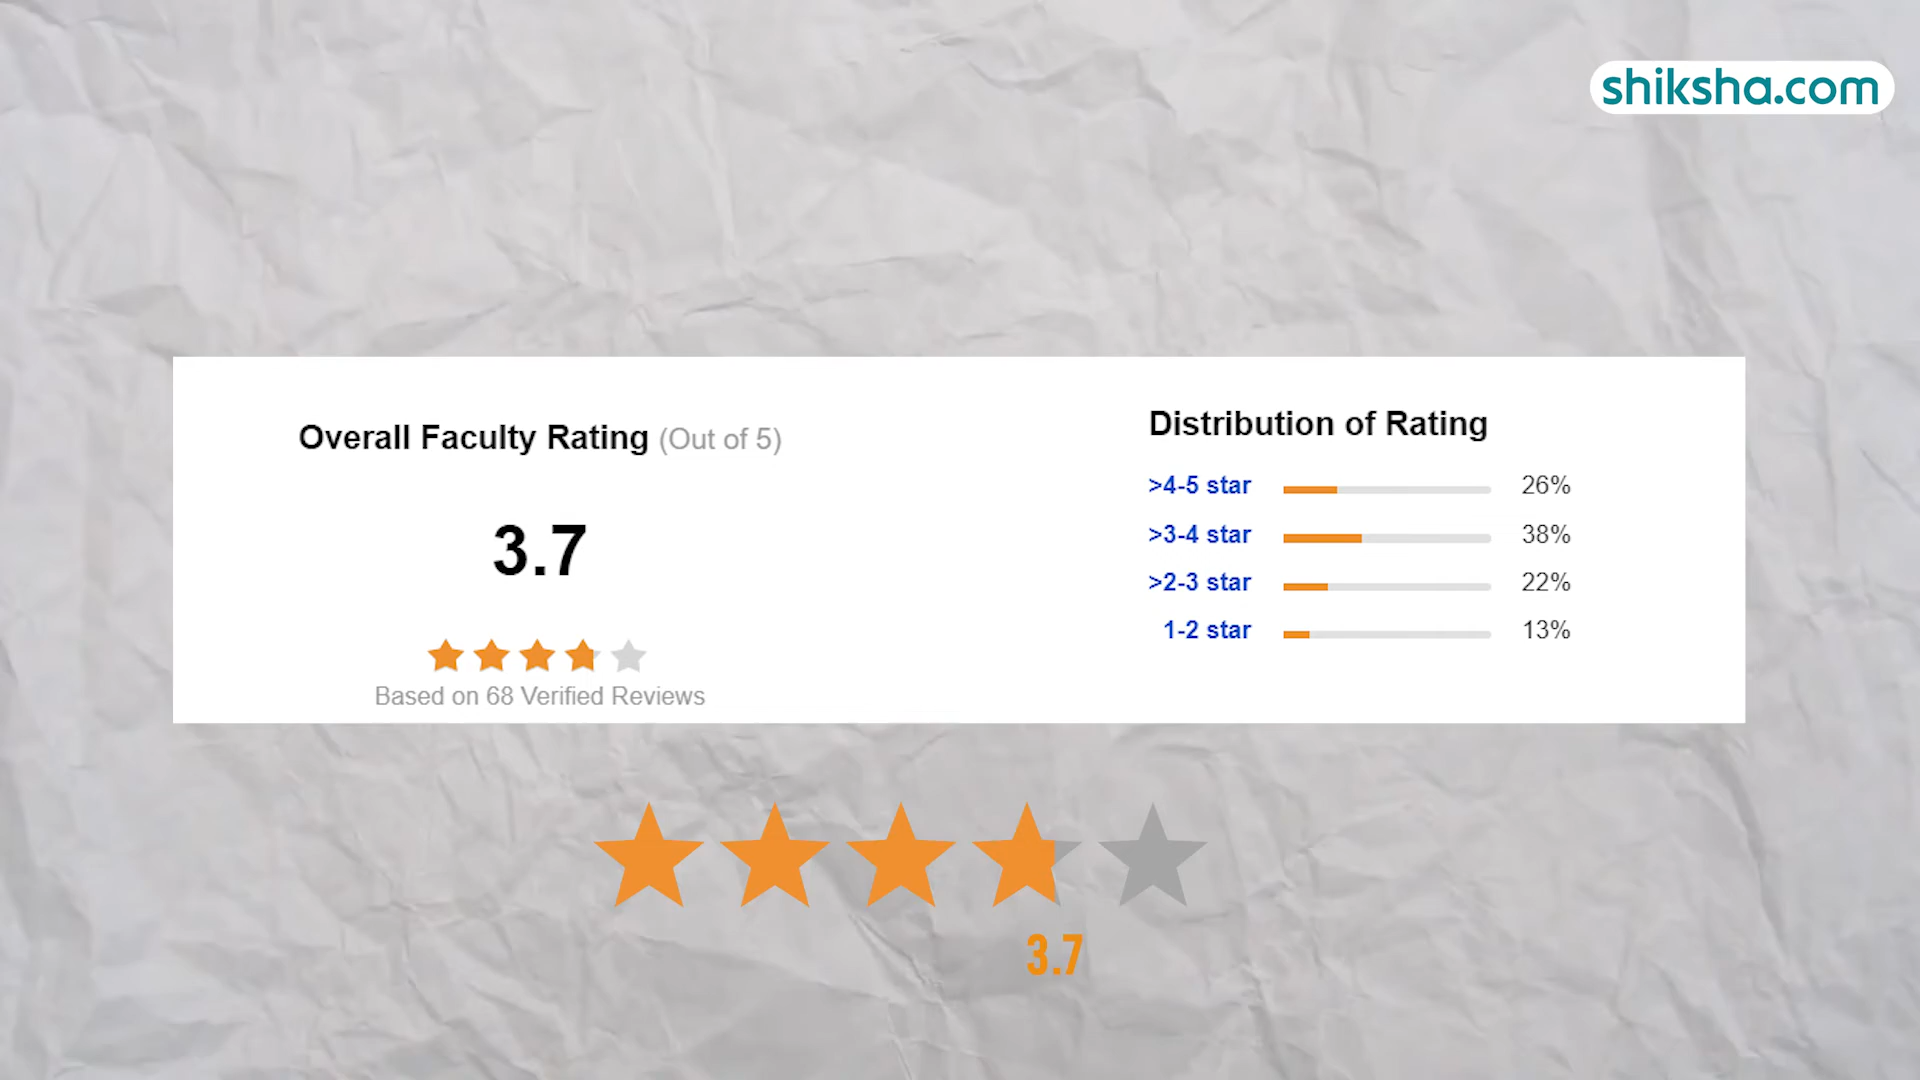 shiksha.com
Overall Faculty Rating (Out of 5)
3.7
Based on 68 Verified Reviews
Distribution of Rating
>4-5 star 26%
>3-4 star 38%
>2-3 star 22%
1-2 star 13%
3.7